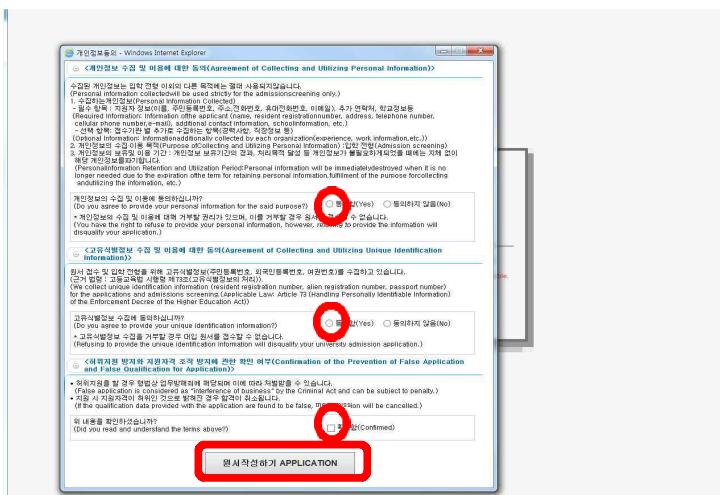 개인정보동의 - Windows Internet Explorer
<개인정보 수집 및 이용에 대한 동의(Agreement of Collecting and Utilizing Personal Information)>
수집된 개인정보는 입학 전형 이외의 다른 목적에는 절대 사용되지않습니다.
(Personal information collectedwill be used strictly for the admissionscreening only.)
1. 수집하는개인정보(Personal Information Collected)
- 필수 항목 : 지원자 정보(이름, 주민등록번호, 주소,전화번호, 휴대전화번호, 이메일), 추가 연락처, 학교정보등
(Required Information: Information ofthe applicant (name, resident registrationnumber, address, telephone number,
cellular phone number,e-mail), additional contact information, schoolinformation, etc.)
- 선택 항목: 접수기관 별 추가로 수집하는 항목(경력사항, 직장정보 등)
(Optional Information: Informationadditionally collected by each organization(experience, work information,etc.))
2. 개인정보의 수집·이용 목적(Purpose ofCollecting and Utilizing Personal Information) :입학 전형(Admission screening)
3. 개인정보의 보유및 이용 기간 : 개인정보 보유기간의 경과, 처리목적 달성 등 개인정보가 불필요하게되었을 때에는 지체 없이
해당 개인정보를파기합니다.
(PersonalInformation Retention and Utilization Period:Personal information will be immediatelydestroyed when it is no
longer needed due to the expiration ofthe term for retaining personal information,fulfillment of the purpose forcollecting
andutilizing the information, etc.)
개인정보의 수집 및 이용에 동의하십니까?
(Do you agree to provide your personal information for the said purpose?) (Yes) 동의하지 않음(No)
* 개인정보의 수집 및 이용에 대해 거부할 권리가 있으며, 이를 거부할 경우 수 없습니다.
(You have the right to refuse to provide your personal information, however, to provide the information will
disqualify your application.)
<고유식별정보 수집 및 이용에 대한 동의(Agreement of Collecting and Utilizing Unique Identification
Information)>
원서 접수 및 입학 전형을 위해 고유식별정보(주민등록번호, 외국인등록번호, 여권번호)를 수집하고 있습니다.
(근거 법령 : 고등교육법 시행령 제73조(고유식별정보의 처리)).
(We collect unique identification information (resident registration number, alien registration number, passport number)
for the applications and admissions screening.(Applicable Law: Article 73 (Handling Personally Identifiable Information)
of the Enforcement Decree of the Higher Education Act))
고유식별정보 수집에 동의하십니까?
(Do you agree to provide your unique identification information?) (Yes) 동의하지 않음(No)
* 고유식별정보 수집을 거부할 경우 대입 원서를 접수할 수 없습니다.
(Refusing to provide the unique identification information will disqualify your university admission application.)
<허위지원 방지와 지원자격 조작 방지에 관한 확인 여부(Confirmation of the Prevention of False Application
and False Qualification for Application)>
• 허위지원을 할 경우 형법상 업무방해죄에 해당되며 이에 따라 처벌받을 수 있습니다.
(False application is considered as "interference of business" by the Criminal Act and can be subject to penalty.)
• 지원 시 지원자격이 허위인 것으로 밝혀진 경우 합격이 취소됩니다.
(If the qualification data provided with the application are found to be false, will be cancelled.)
위 내용을 확인하셨습니까?
(Did you read and understand the terms above?) (Confirmed)
원서작성하기 APPLICATION